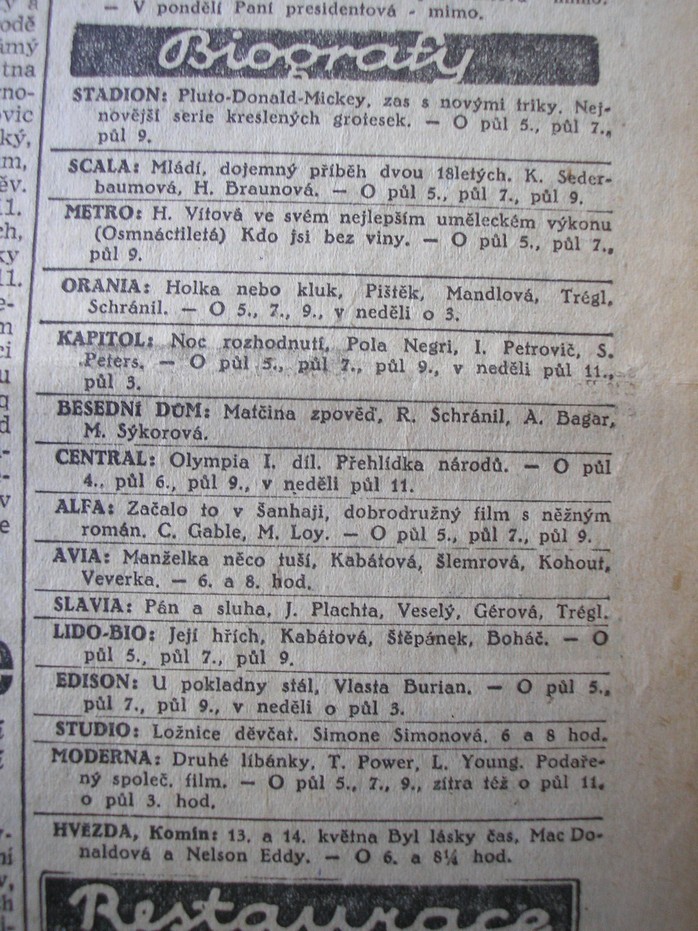 — V pondělí Paní presidentová - mimo.
Biografy
STADION: Pluto-Donald-Mickey, zas s novými triky. Nej-
novější serie kreslených grotesek. — O půl 5., půl 7.,
půl 9.
SCALA: Mládí, dojemný příběh dvou 18letých. K. Seder-
baumová, H. Braunová. — O půl 5., půl 7., půl 9.
METRO: H. Vítová ve svém nejlepším uměleckém výkonu
(Osmnáctiletá) Kdo jsi bez viny. — O půl 5., půl 7.,
půl 9.
ORANIA: Holka nebo kluk, Pištěk, Mandlová, Trégl,
Schránil. — O 5., 7., 9., v neděli o 3.
KAPITOL: Noc rozhodnutí, Pola Negri, I. Petrovič, S.
Peters. — O půl 5., půl 7., půl 9., v neděli půl 11.,
půl 3.
BESEDNÍ DŮM: Matčina zpověď, R. Schránil, A. Bagar,
M. Sýkorová.
CENTRAL: Olympia I. díl. Přehlídka národů. — O půl
4., půl 6., půl 9., v neděli půl 11.
ALFA: Začalo to v Šanhaji, dobrodružný film s něžným
román. C. Gable, M. Loy. — O půl 5., půl 7., půl 9.
AVIA: Manželka něco tuší, Kabátová, Šlemrová, Kohout,
Veverka. — 6. a 8. hod.
SLAVIA: Pán a sluha, J. Plachta, Veselý, Gérová, Trégl.
LIDO-BIO: Její hřích, Kabátová, Štěpánek, Boháč. — O
půl 5., půl 7., půl 9.
EDISON: U pokladny stál, Vlasta Burian. — O půl 5.,
půl 7., půl 9., v neděli o půl 3.
STUDIO: Ložnice děvčat. Simone Simonová. 6 a 8 hod.
MODERNA: Druhé líbánky, T. Power, L. Young. Podaře-
ný společ. film. — O půl 5., 7., 9., zítra též o půl 11.
o půl 3. hod.
HVĚZDA, Komín: 13. a 14. května Byl lásky čas, Mac Do-
naldová a Nelson Eddy. — O 6. a 8¼ hod.
Restaurace